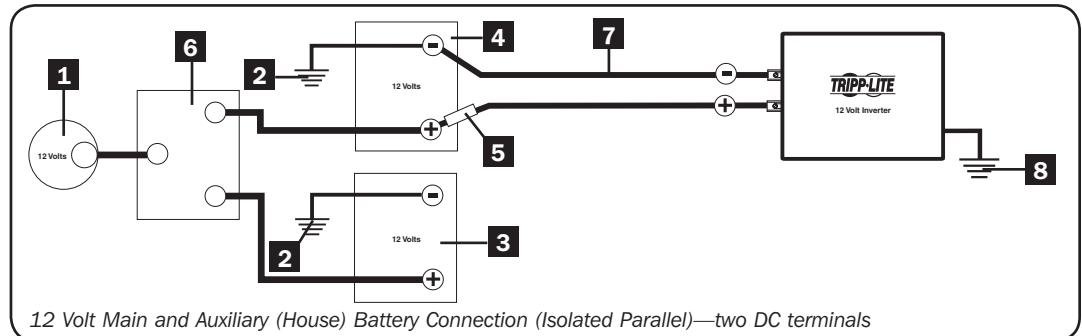 1
6
2
4
7
5
2
3
8
12 Volts
12 Volts
12 Volts
- 
+
-
+
-
+
TRIPP·LITE
12 Volt Inverter
12 Volt Main and Auxiliary (House) Battery Connection (Isolated Parallel)—two DC terminals